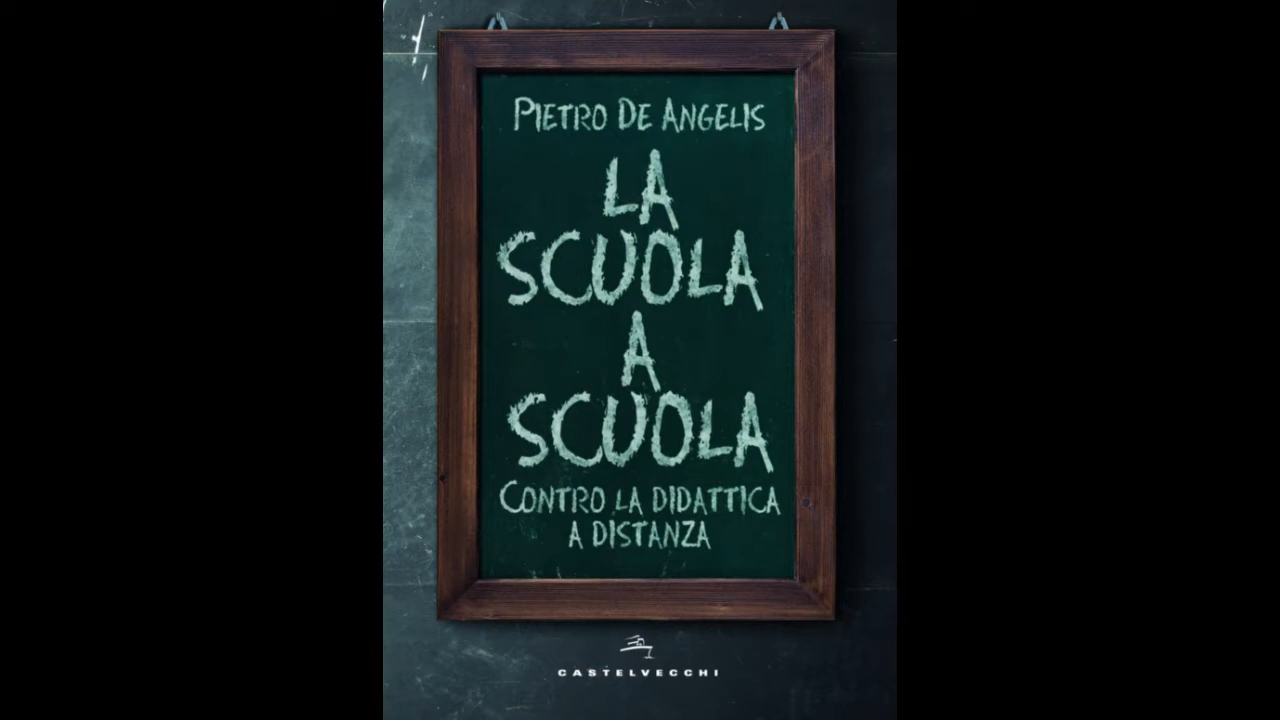 PIETRO DE ANGELIS
LA
SCUOLA
A
SCUOLA
CONTRO LA DIDATTICA
A DISTANZA
CASTELVECCHI